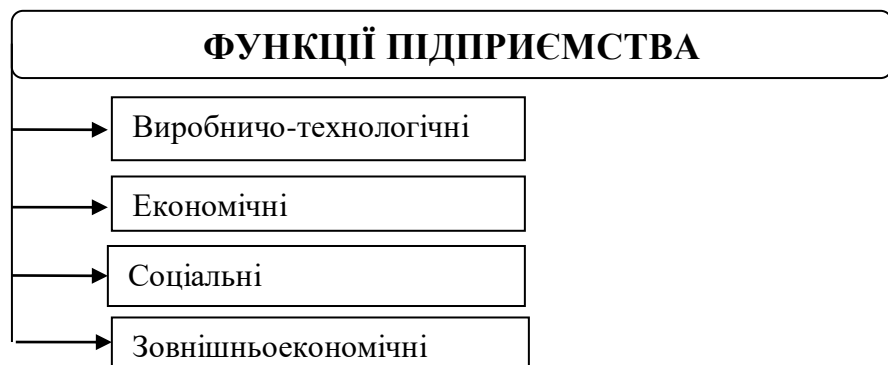 ФУНКЦІЇ ПІДПРИЄМСТВА
Виробничо-технологічні
Економічні
Соціальні
Зовнішньоекономічні